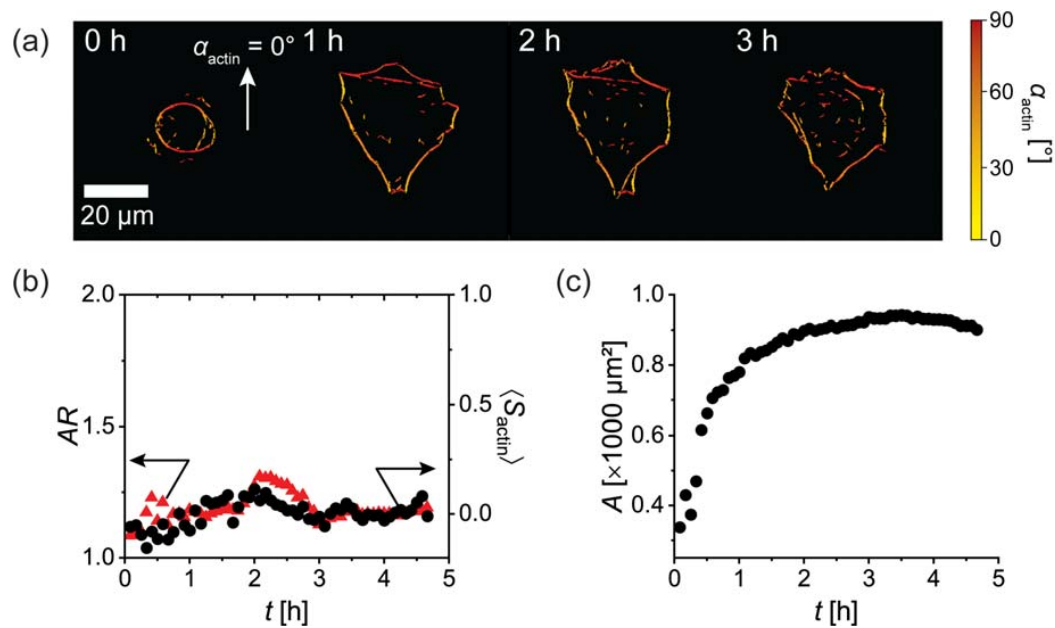 (a)
0 h
α_actin = 0°
1 h
2 h
3 h
20 µm
90
60
30
0
α_actin [°]
(b)
2.0
1.5
1.0
AR
1.0
0.5
0.0
⟨S_actin⟩
0 1 2 3 4 5
t [h]
(c)
1.0
0.8
0.6
0.4
A [×1000 µm²]
0 1 2 3 4 5
t [h]